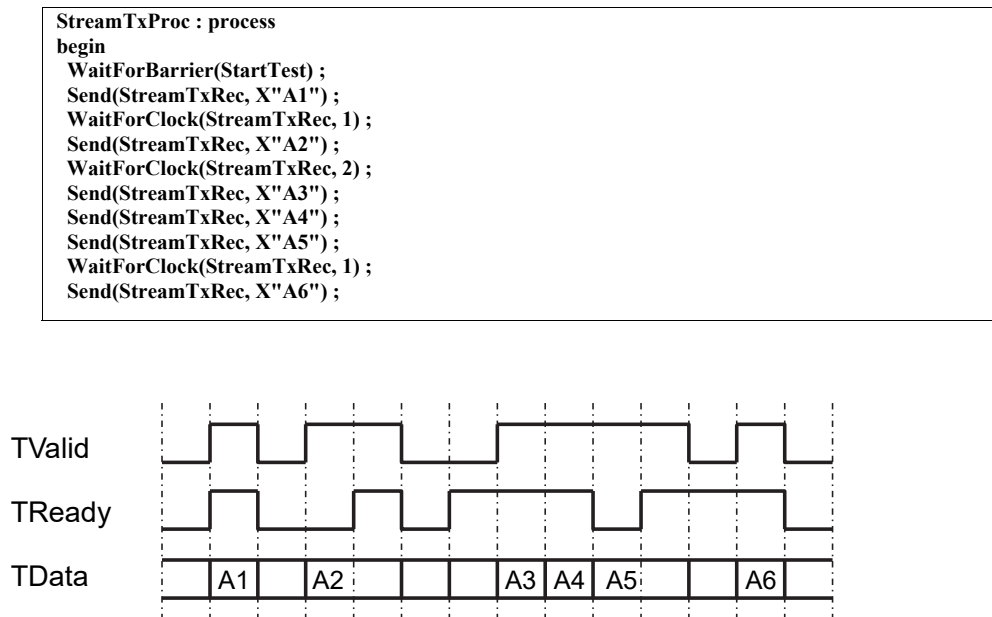 StreamTxProc : process
begin
WaitForBarrier(StartTest) ;
Send(StreamTxRec, X"A1") ;
WaitForClock(StreamTxRec, 1) ;
Send(StreamTxRec, X"A2") ;
WaitForClock(StreamTxRec, 2) ;
Send(StreamTxRec, X"A3") ;
Send(StreamTxRec, X"A4") ;
Send(StreamTxRec, X"A5") ;
WaitForClock(StreamTxRec, 1) ;
Send(StreamTxRec, X"A6") ;
TValid
TReady
TData A1 A2 A3 A4 A5 A6